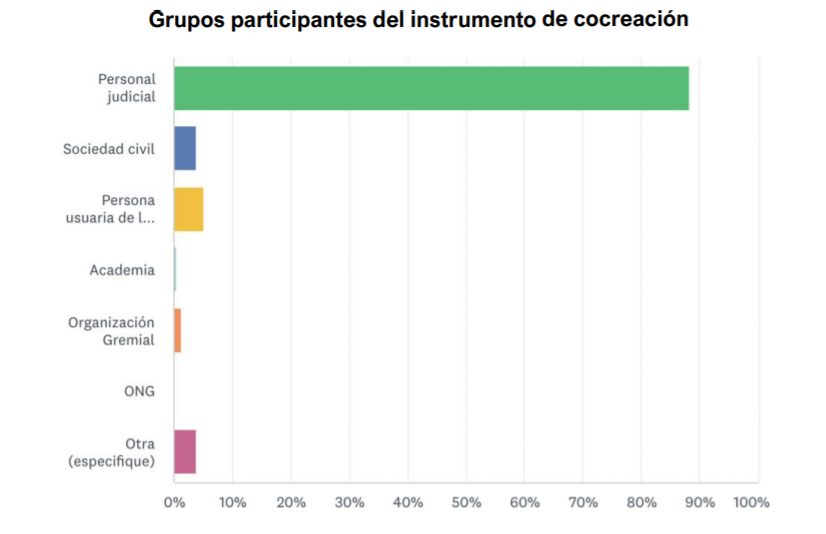 Grupos participantes del instrumento de cocreación
Personal
judicial
Sociedad civil
Persona
usuaria de l...
Academia
Organización
Gremial
ONG
Otra
(especifique)
0% 10% 20% 30% 40% 50% 60% 70% 80% 90% 100%